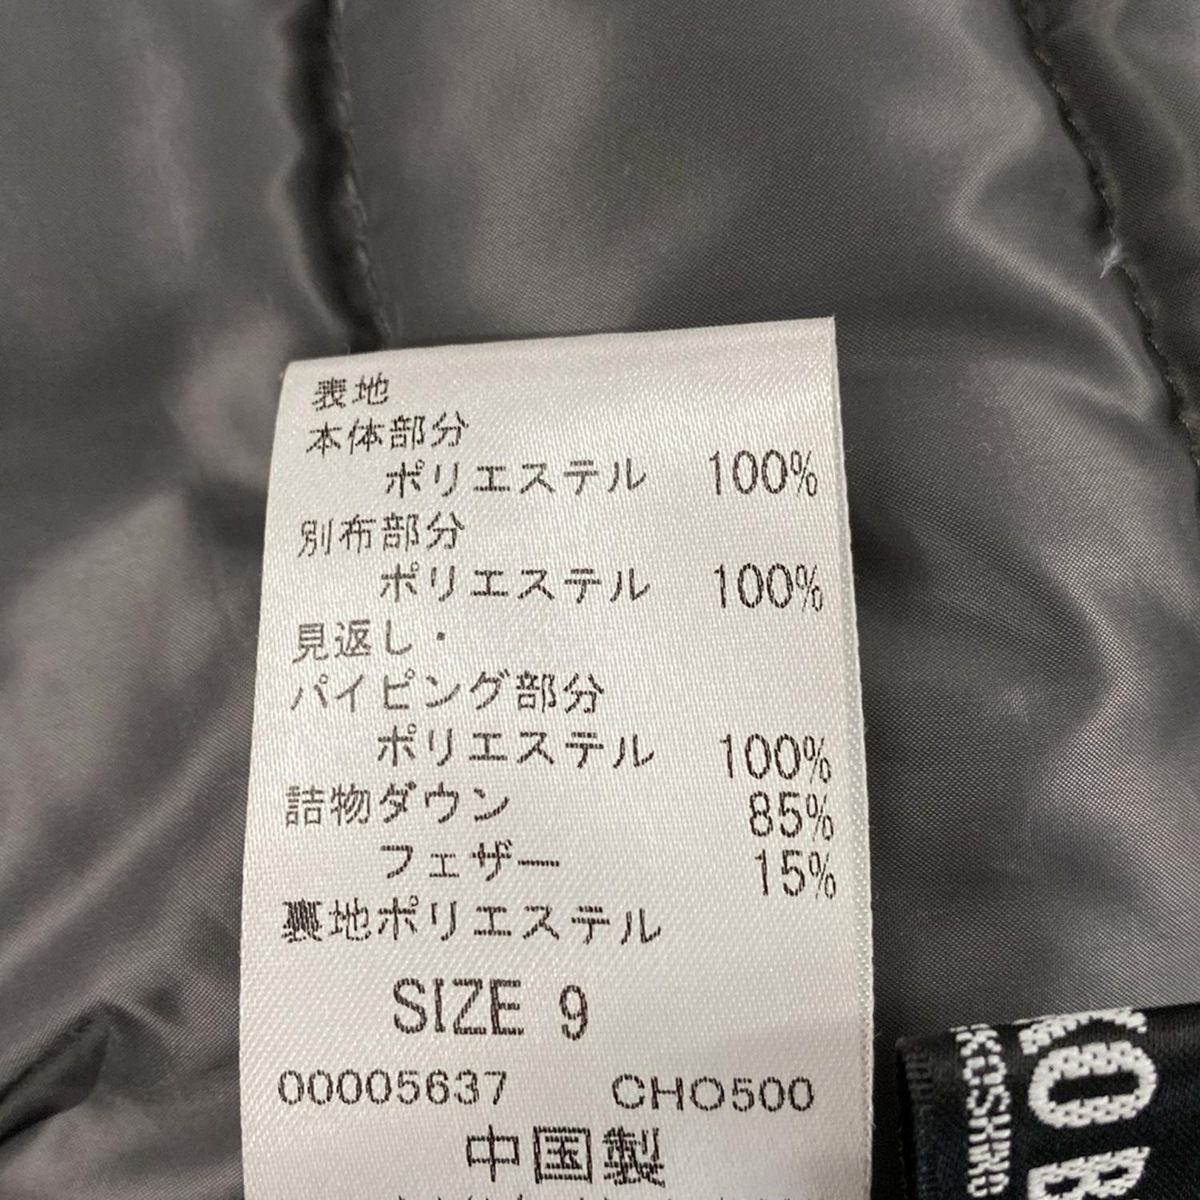 表地
本体部分
ポリエステル 100%
別布部分
ポリエステル 100%
見返し・
パイピング部分
ポリエステル 100%
詰物ダウン 85%
フェザー 15%
裏地ポリエステル
SIZE 9
00005637 CHO500
中国製